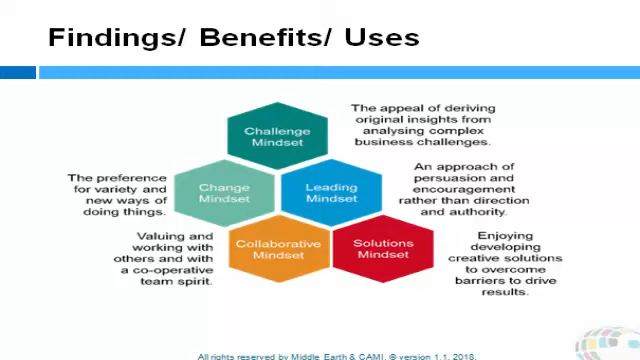 Findings/ Benefits/ Uses
Challenge
Mindset
The appeal of deriving
original insights from
analysing complex
business challenges.
The preference
for variety and
new ways of
doing things.
Change
Mindset
Leading
Mindset
An approach of
persuasion and
encouragement
rather than direction
and authority.
Valuing and
working with
others and with
a co-operative
team spirit.
Collaborative
Mindset
Solutions
Mindset
Enjoying
developing
creative solutions
to overcome
barriers to drive
results.
All rights reserved by Middle Earth & CAMI. © version 1.1, 2018.